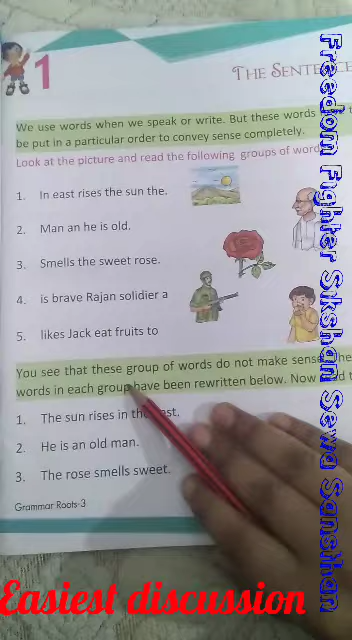 1
THE SENTENCE
We use words when we speak or write. But these words
be put in a particular order to convey sense completely.
Look at the picture and read the following groups of words
1. In east rises the sun the.
2. Man an he is old.
3. Smells the sweet rose.
4. is brave Rajan solidier a
5. likes Jack eat fruits to
You see that these group of words do not make sense
words in each group have been rewritten below. Now
1. The sun rises in the east.
2. He is an old man.
3. The rose smells sweet.
Grammar Roots-3
Freedom Fighter Shikshan Sewa Sansthan
Easiest discussion